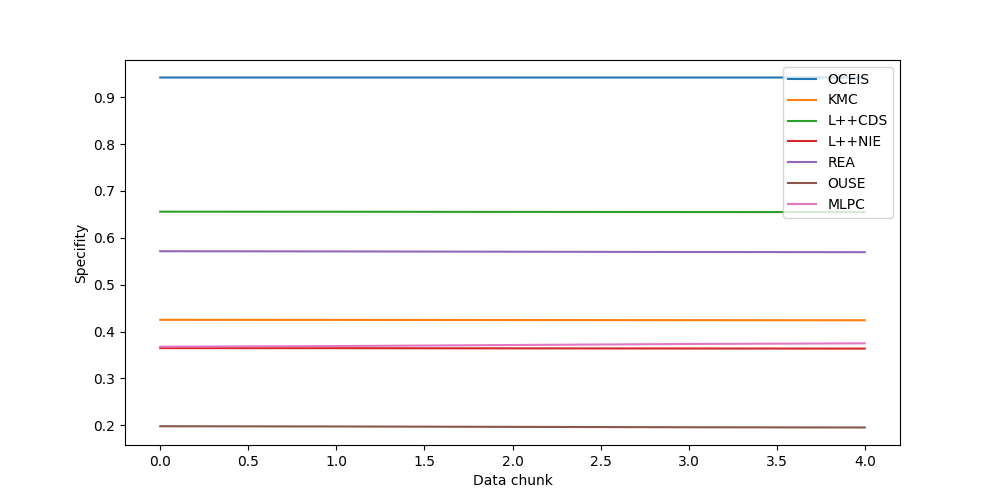 0.9
0.8
0.7
0.6
0.5
0.4
0.3
0.2
Specifity
0.0 0.5 1.0 1.5 2.0 2.5 3.0 3.5 4.0
Data chunk
OCEIS
KMC
L++CDS
L++NIE
REA
OUSE
MLPC